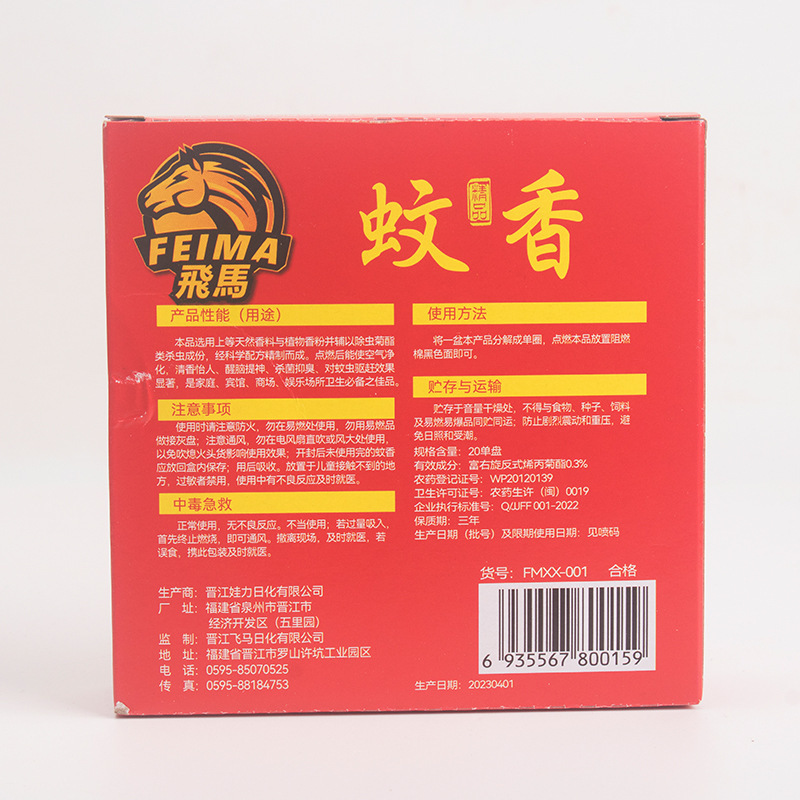 FEIMA
飛馬
蚊
精品
香
产品性能（用途）
本品选用上等天然香料与植物香粉并辅以除虫菊酯
类杀虫成份，经科学配方精制而成。点燃后能使空气净
化，清香怡人、醒脑提神、杀菌抑臭、对蚊虫驱赶效果
显著，是家庭、宾馆、商场、娱乐场所卫生必备之佳品。
注意事项
使用时请注意防火，勿在易燃处使用，勿用易燃品
做接灰盘；注意通风，勿在电风扇直吹或风大处使用，
以免吹熄火头货影响使用效果；开封后未使用完的蚊香
应放回盒内保存；用后吸收。放置于儿童接触不到的地
方，过敏者禁用，使用中有不良反应及时就医。
中毒急救
正常使用，无不良反应。不当使用；若过量吸入，
首先终止燃烧，即可通风。撤离现场，及时就医，若
误食，携此包装及时就医。
使用方法
将一盆本产品分解成单圈，点燃本品放置阻燃
棉黑色面即可。
贮存与运输
贮存于音量干燥处，不得与食物、种子、饲料
及易燃易爆品同贮同运；防止剧烈震动和重压，避
免日照和受潮。
规格含量：20单盘
有效成分：富右旋反式烯丙菊酯0.3%
农药登记证号：WP20120139
卫生许可证号：农药生许（闽）0019
企业执行标准号：Q/JJFF 001-2022
保质期：三年
生产日期（批号）及限期使用日期：见喷码
生产商：晋江娃力日化有限公司
厂 址：福建省泉州市晋江市
经济开发区（五里园）
监 制：晋江飞马日化有限公司
地 址：福建省晋江市罗山许坑工业园区
电 话：0595-85070525
传 真：0595-88184753
货号：FMXX-001 合格
6 935567 800159
生产日期：20230401